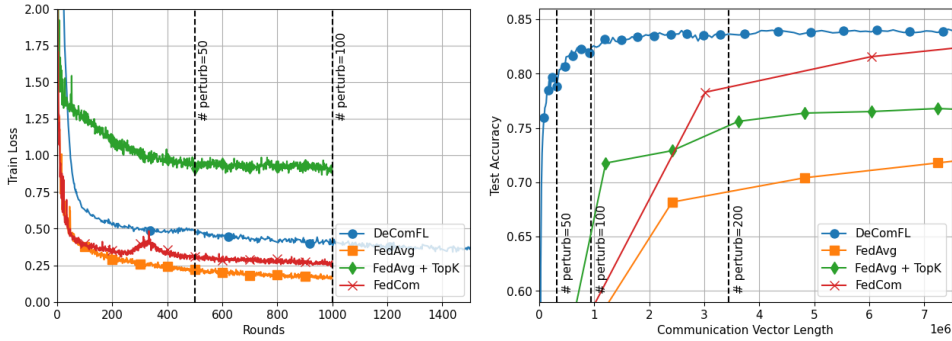 2.00
1.75
1.50
1.25
1.00
0.75
0.50
0.25
0.00
Train Loss
0
200
400
600
800
1000
1200
1400
Rounds
# perturb=50
# perturb=100
DeComFL
FedAvg
FedAvg + TopK
FedCom
0.85
0.80
0.75
0.70
0.65
0.60
Test Accuracy
0
1
2
3
4
5
6
7
1e6
Communication Vector Length
# perturb=50
# perturb=100
# perturb=200
DeComFL
FedAvg
FedAvg + TopK
FedCom